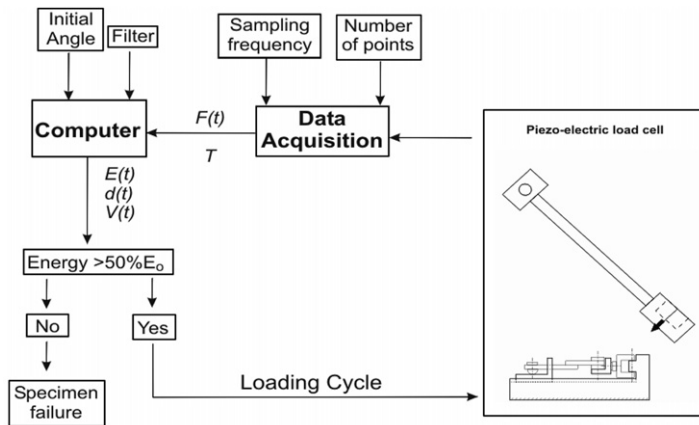 Initial
Angle
Filter
Sampling
frequency
Number
of points
Computer
F(t)
T
Data
Acquisition
Piezo-electric load cell
E(t)
d(t)
V(t)
Energy >50%Eo
No
Yes
Specimen
failure
Loading Cycle